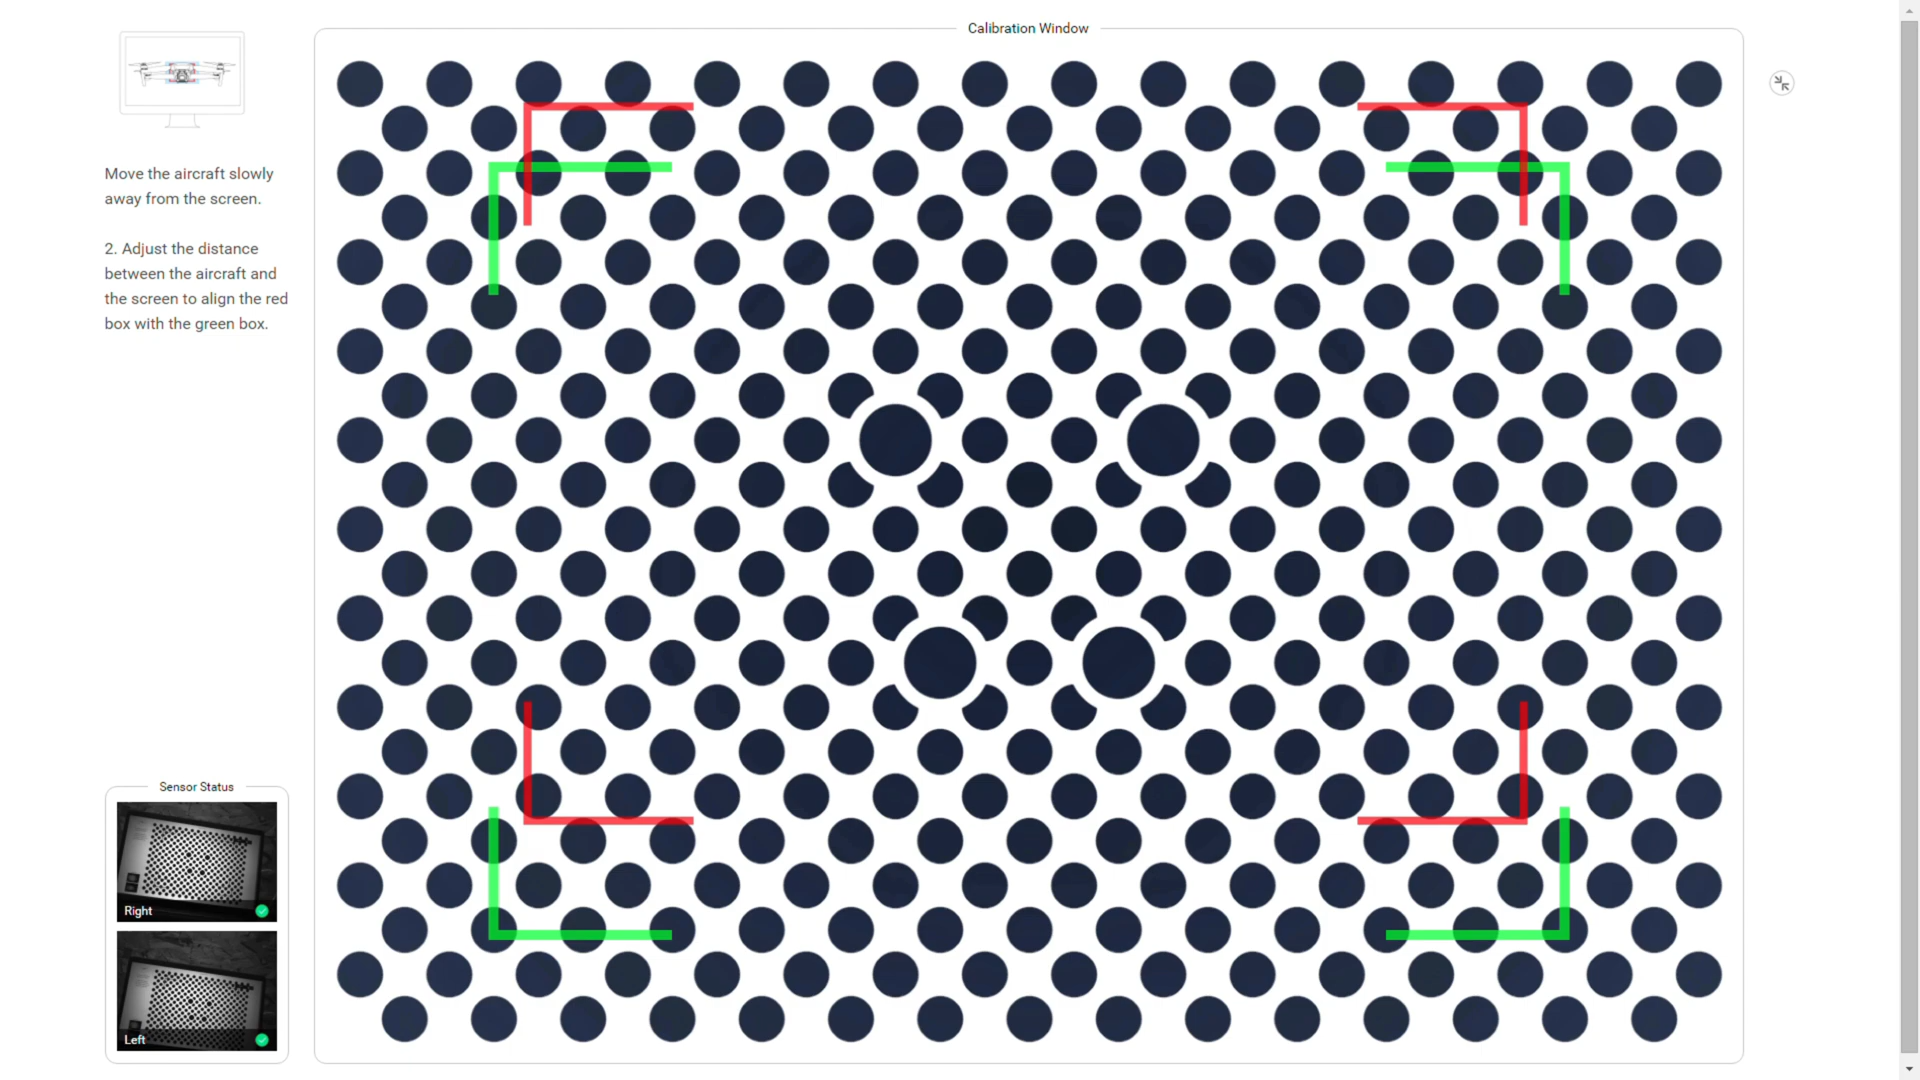 Calibration Window
Move the aircraft slowly
away from the screen.
2. Adjust the distance
between the aircraft and
the screen to align the red
box with the green box.
Sensor Status
Right
Left